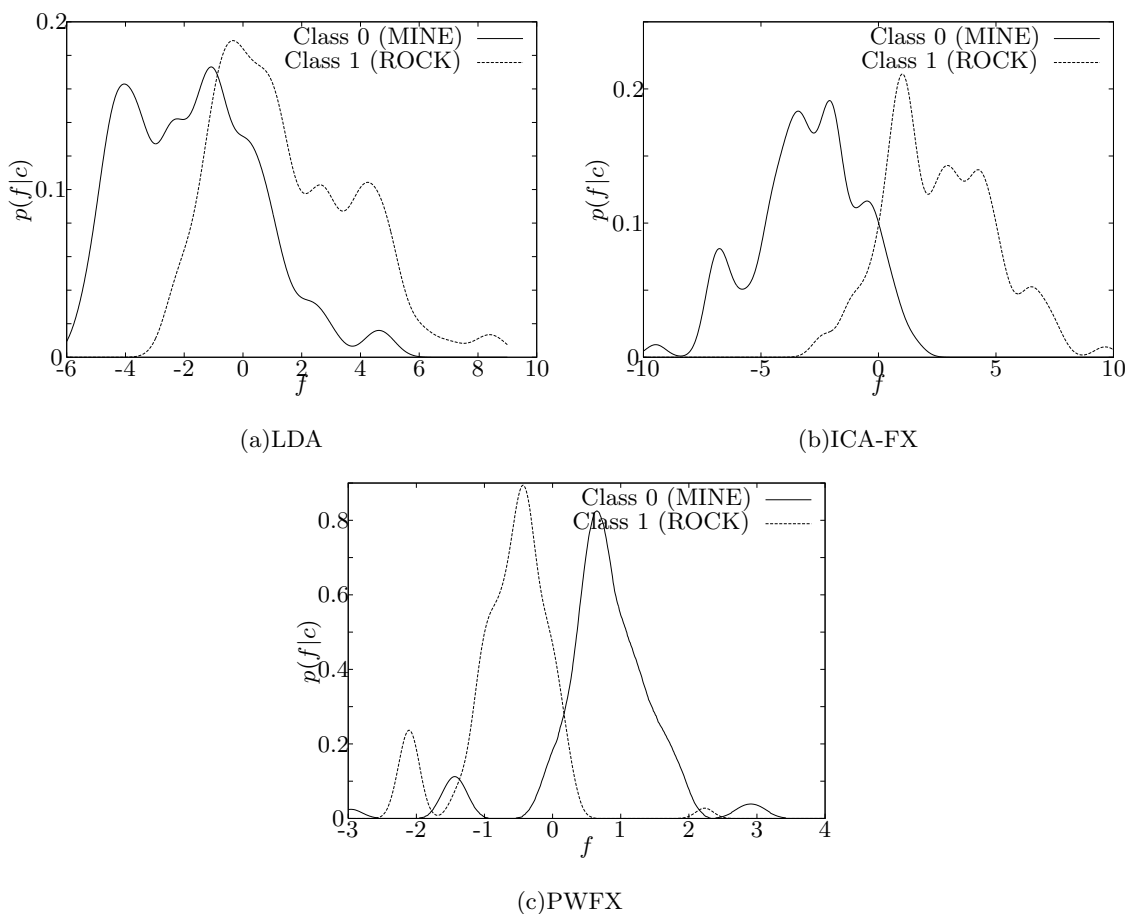 0.2
0.1
0
p(f|c)
Class 0 (MINE)
Class 1 (ROCK)
-6 -4 -2 0 2 4 6 8 10
f
(a)LDA
0.2
0.1
0
p(f|c)
Class 0 (MINE)
Class 1 (ROCK)
-10 -5 0 5 10
f
(b)ICA-FX
0.8
0.6
0.4
0.2
0
p(f|c)
Class 0 (MINE)
Class 1 (ROCK)
-3 -2 -1 0 1 2 3 4
f
(c)PWFX